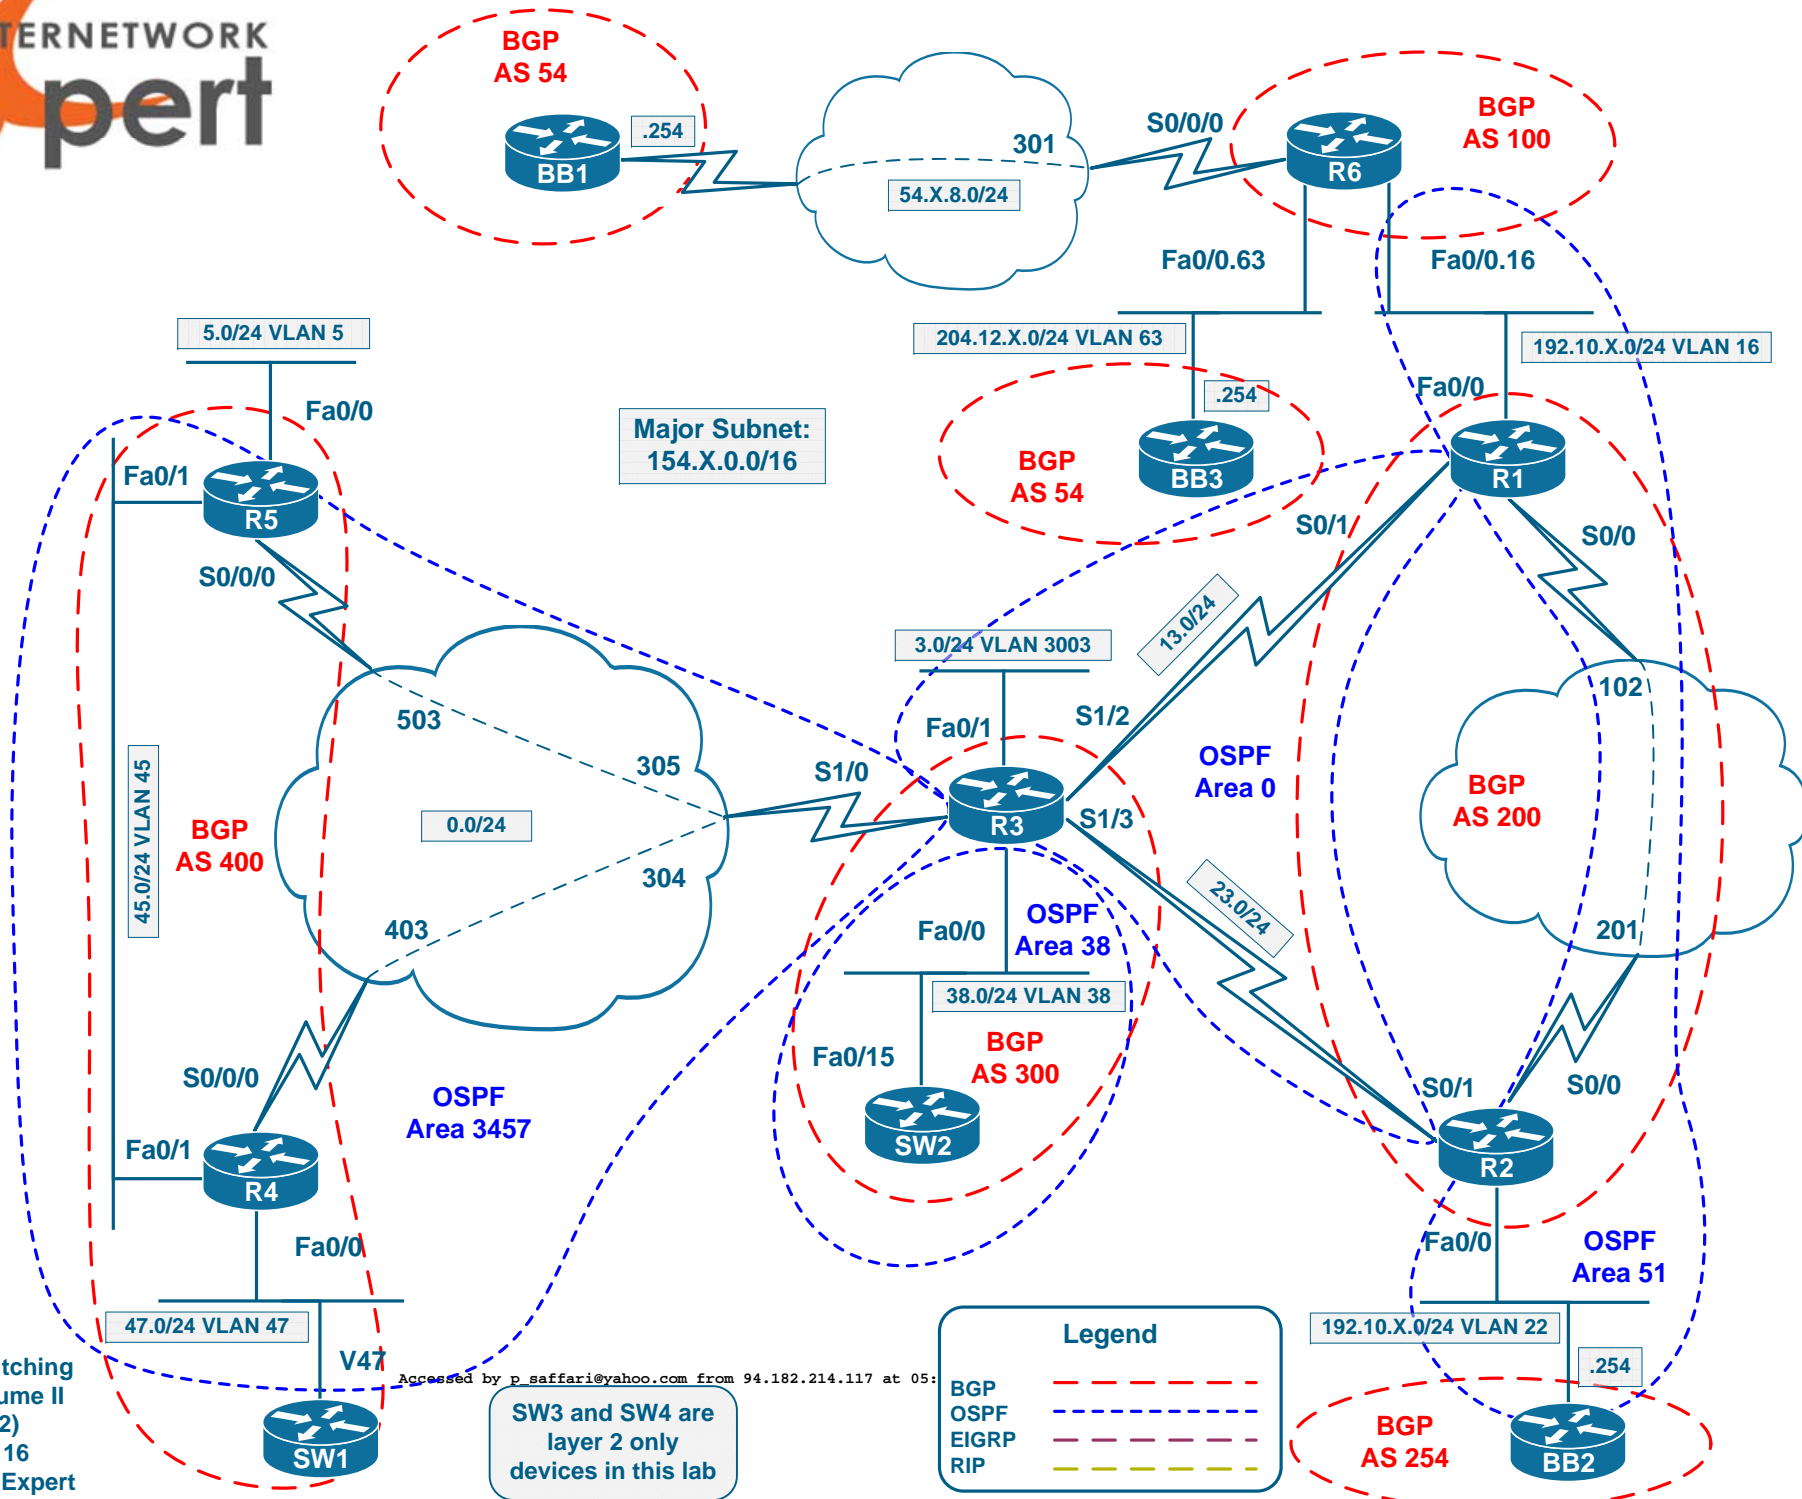 TERNETWORK
pert
BGP
AS 54
.254
BB1
301
54.X.8.0/24
S0/0/0
R6
BGP
AS 100
Fa0/0.63
Fa0/0.16
5.0/24 VLAN 5
204.12.X.0/24 VLAN 63
192.10.X.0/24 VLAN 16
Fa0/0
Major Subnet:
154.X.0.0/16
.254
BGP
AS 54
BB3
Fa0/0
R1
Fa0/1
R5
S0/0/0
S0/1
S0/0
13.0/24
3.0/24 VLAN 3003
Fa0/1
S1/2
503
305
S1/0
R3
S1/3
OSPF
Area 0
102
BGP
AS 200
45.0/24 VLAN 45
BGP
AS 400
0.0/24
304
403
23.0/24
201
Fa0/0
OSPF
Area 38
38.0/24 VLAN 38
Fa0/15
BGP
AS 300
SW2
S0/0/0
OSPF
Area 3457
S0/1
S0/0
R2
Fa0/1
R4
Fa0/0
Fa0/0
OSPF
Area 51
47.0/24 VLAN 47
V47
192.10.X.0/24 VLAN 22
.254
Accessed by p_saffari@yahoo.com from 94.182.214.117 at 05:
SW1
SW3 and SW4 are
layer 2 only
devices in this lab
Legend
BGP
OSPF
EIGRP
RIP
BGP
AS 254
BB2
tching
ume II
2)
16
Expert